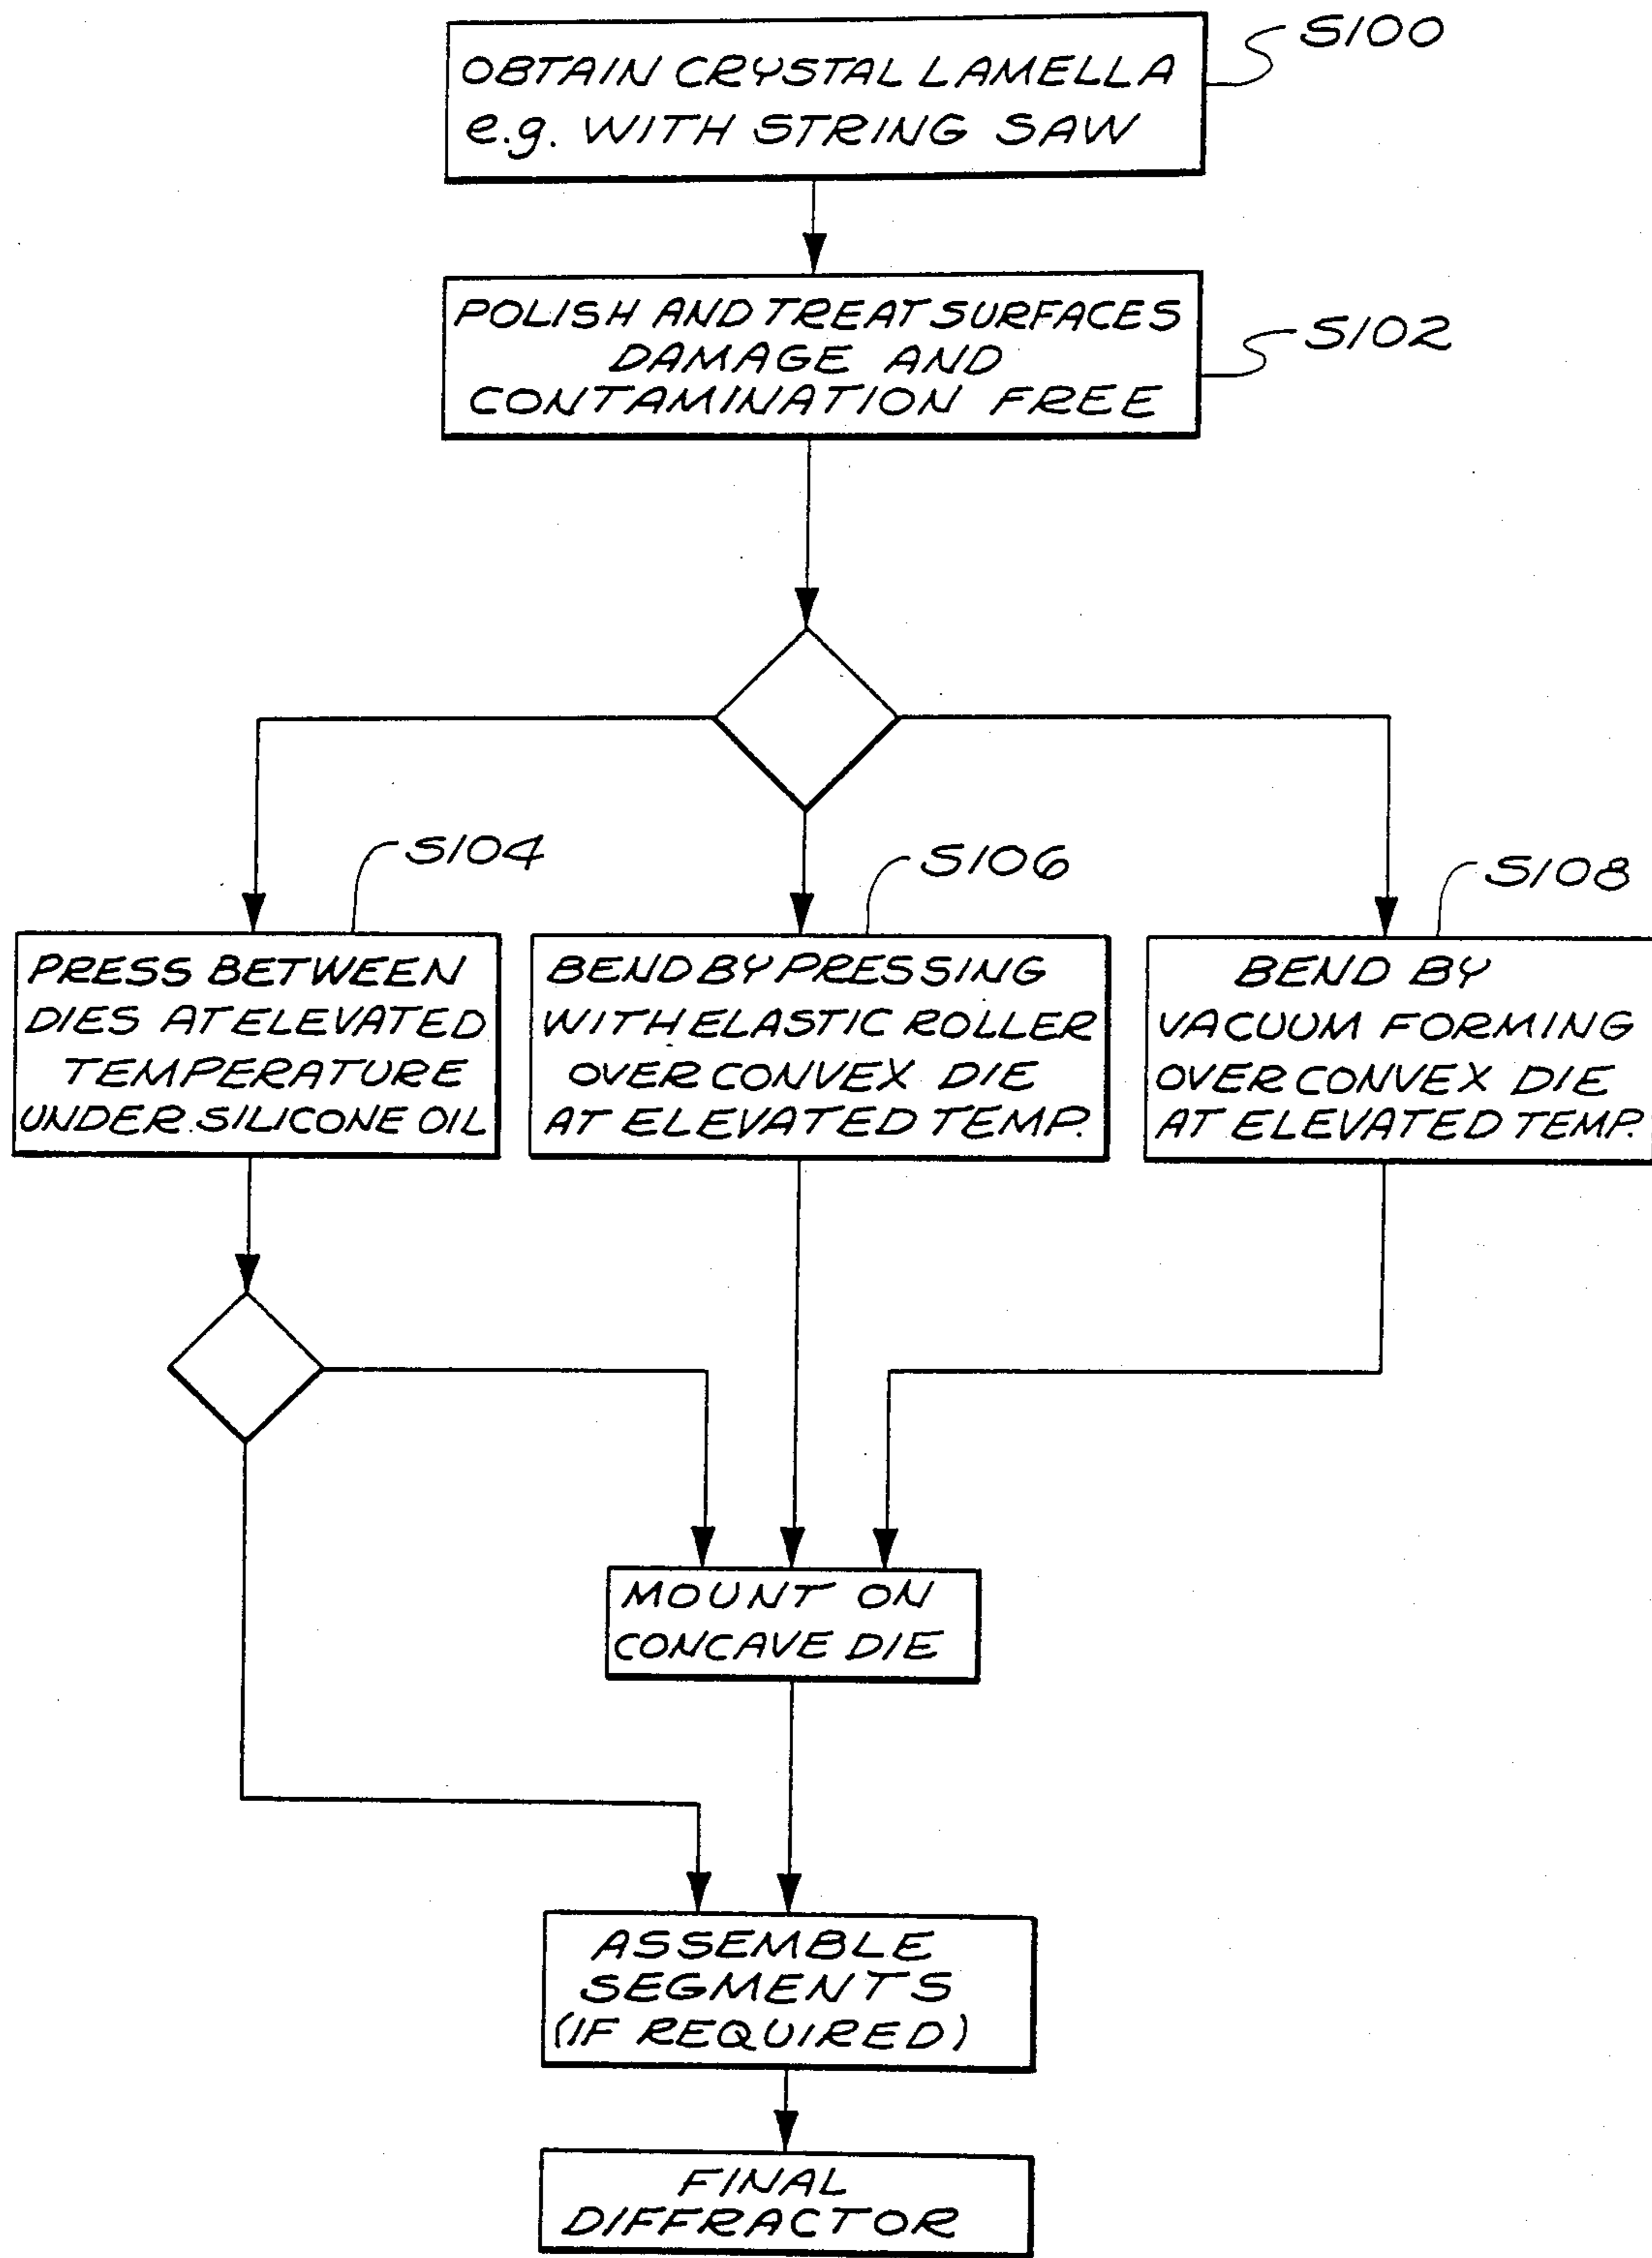 S100
OBTAIN CRYSTAL LAMELLA
e.g. WITH STRING SAW
POLISH AND TREAT SURFACES
DAMAGE AND
CONTAMINATION FREE
S102
S104
S106
S108
PRESS BETWEEN
DIES AT ELEVATED
TEMPERATURE
UNDER SILICONE OIL
BEND BY PRESSING
WITH ELASTIC ROLLER
OVER CONVEX DIE
AT ELEVATED TEMP.
BEND BY
VACUUM FORMING
OVER CONVEX DIE
AT ELEVATED TEMP.
MOUNT ON
CONCAVE DIE
ASSEMBLE
SEGMENTS
(IF REQUIRED)
FINAL
DIFFRACTOR